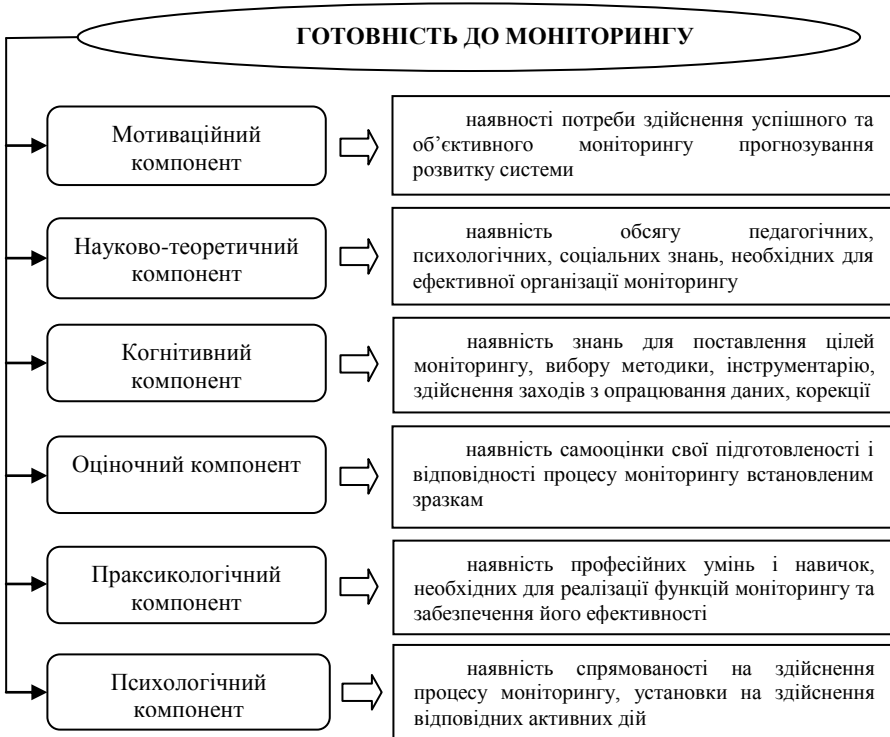 ГОТОВНІСТЬ ДО МОНІТОРИНГУ
Мотиваційний
компонент
наявності потреби здійснення успішного та
об’єктивного моніторингу прогнозування
розвитку системи
Науково-теоретичний
компонент
наявність обсягу педагогічних,
психологічних, соціальних знань, необхідних для
ефективної організації моніторингу
Когнітивний
компонент
наявність знань для поставлення цілей
моніторингу, вибору методики, інструментарію,
здійснення заходів з опрацювання даних, корекції
Оціночний компонент
наявність самооцінки свої підготовленості і
відповідності процесу моніторингу встановленим
зразкам
Праксикологічний
компонент
наявність професійних умінь і навичок,
необхідних для реалізації функцій моніторингу та
забезпечення його ефективності
Психологічний
компонент
наявність спрямованості на здійснення
процесу моніторингу, установки на здійснення
відповідних активних дій